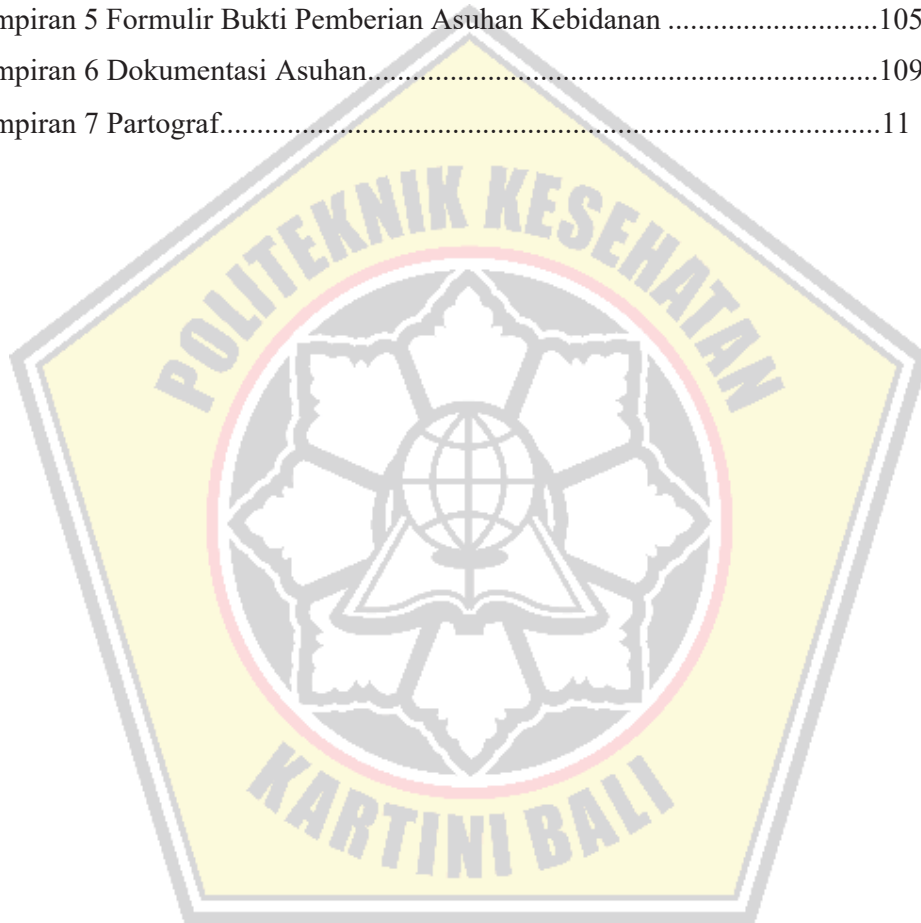 mpiran 5 Formulir Bukti Pemberian Asuhan Kebidanan ........................105
mpiran 6 Dokumentasi Asuhan....................................................................109
mpiran 7 Partograf........................................................................................11
POLITEKNIK KESEHATAN
KARTINI BALI